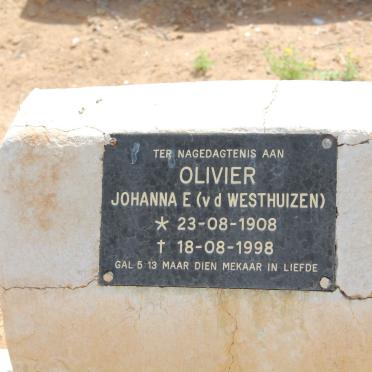 TER NAGEDAGTENIS AAN
OLIVIER
JOHANNA E (v d WESTHUIZEN)
* 23-08-1908
† 18-08-1998
GAL 5 13 MAAR DIEN MEKAAR IN LIEFDE